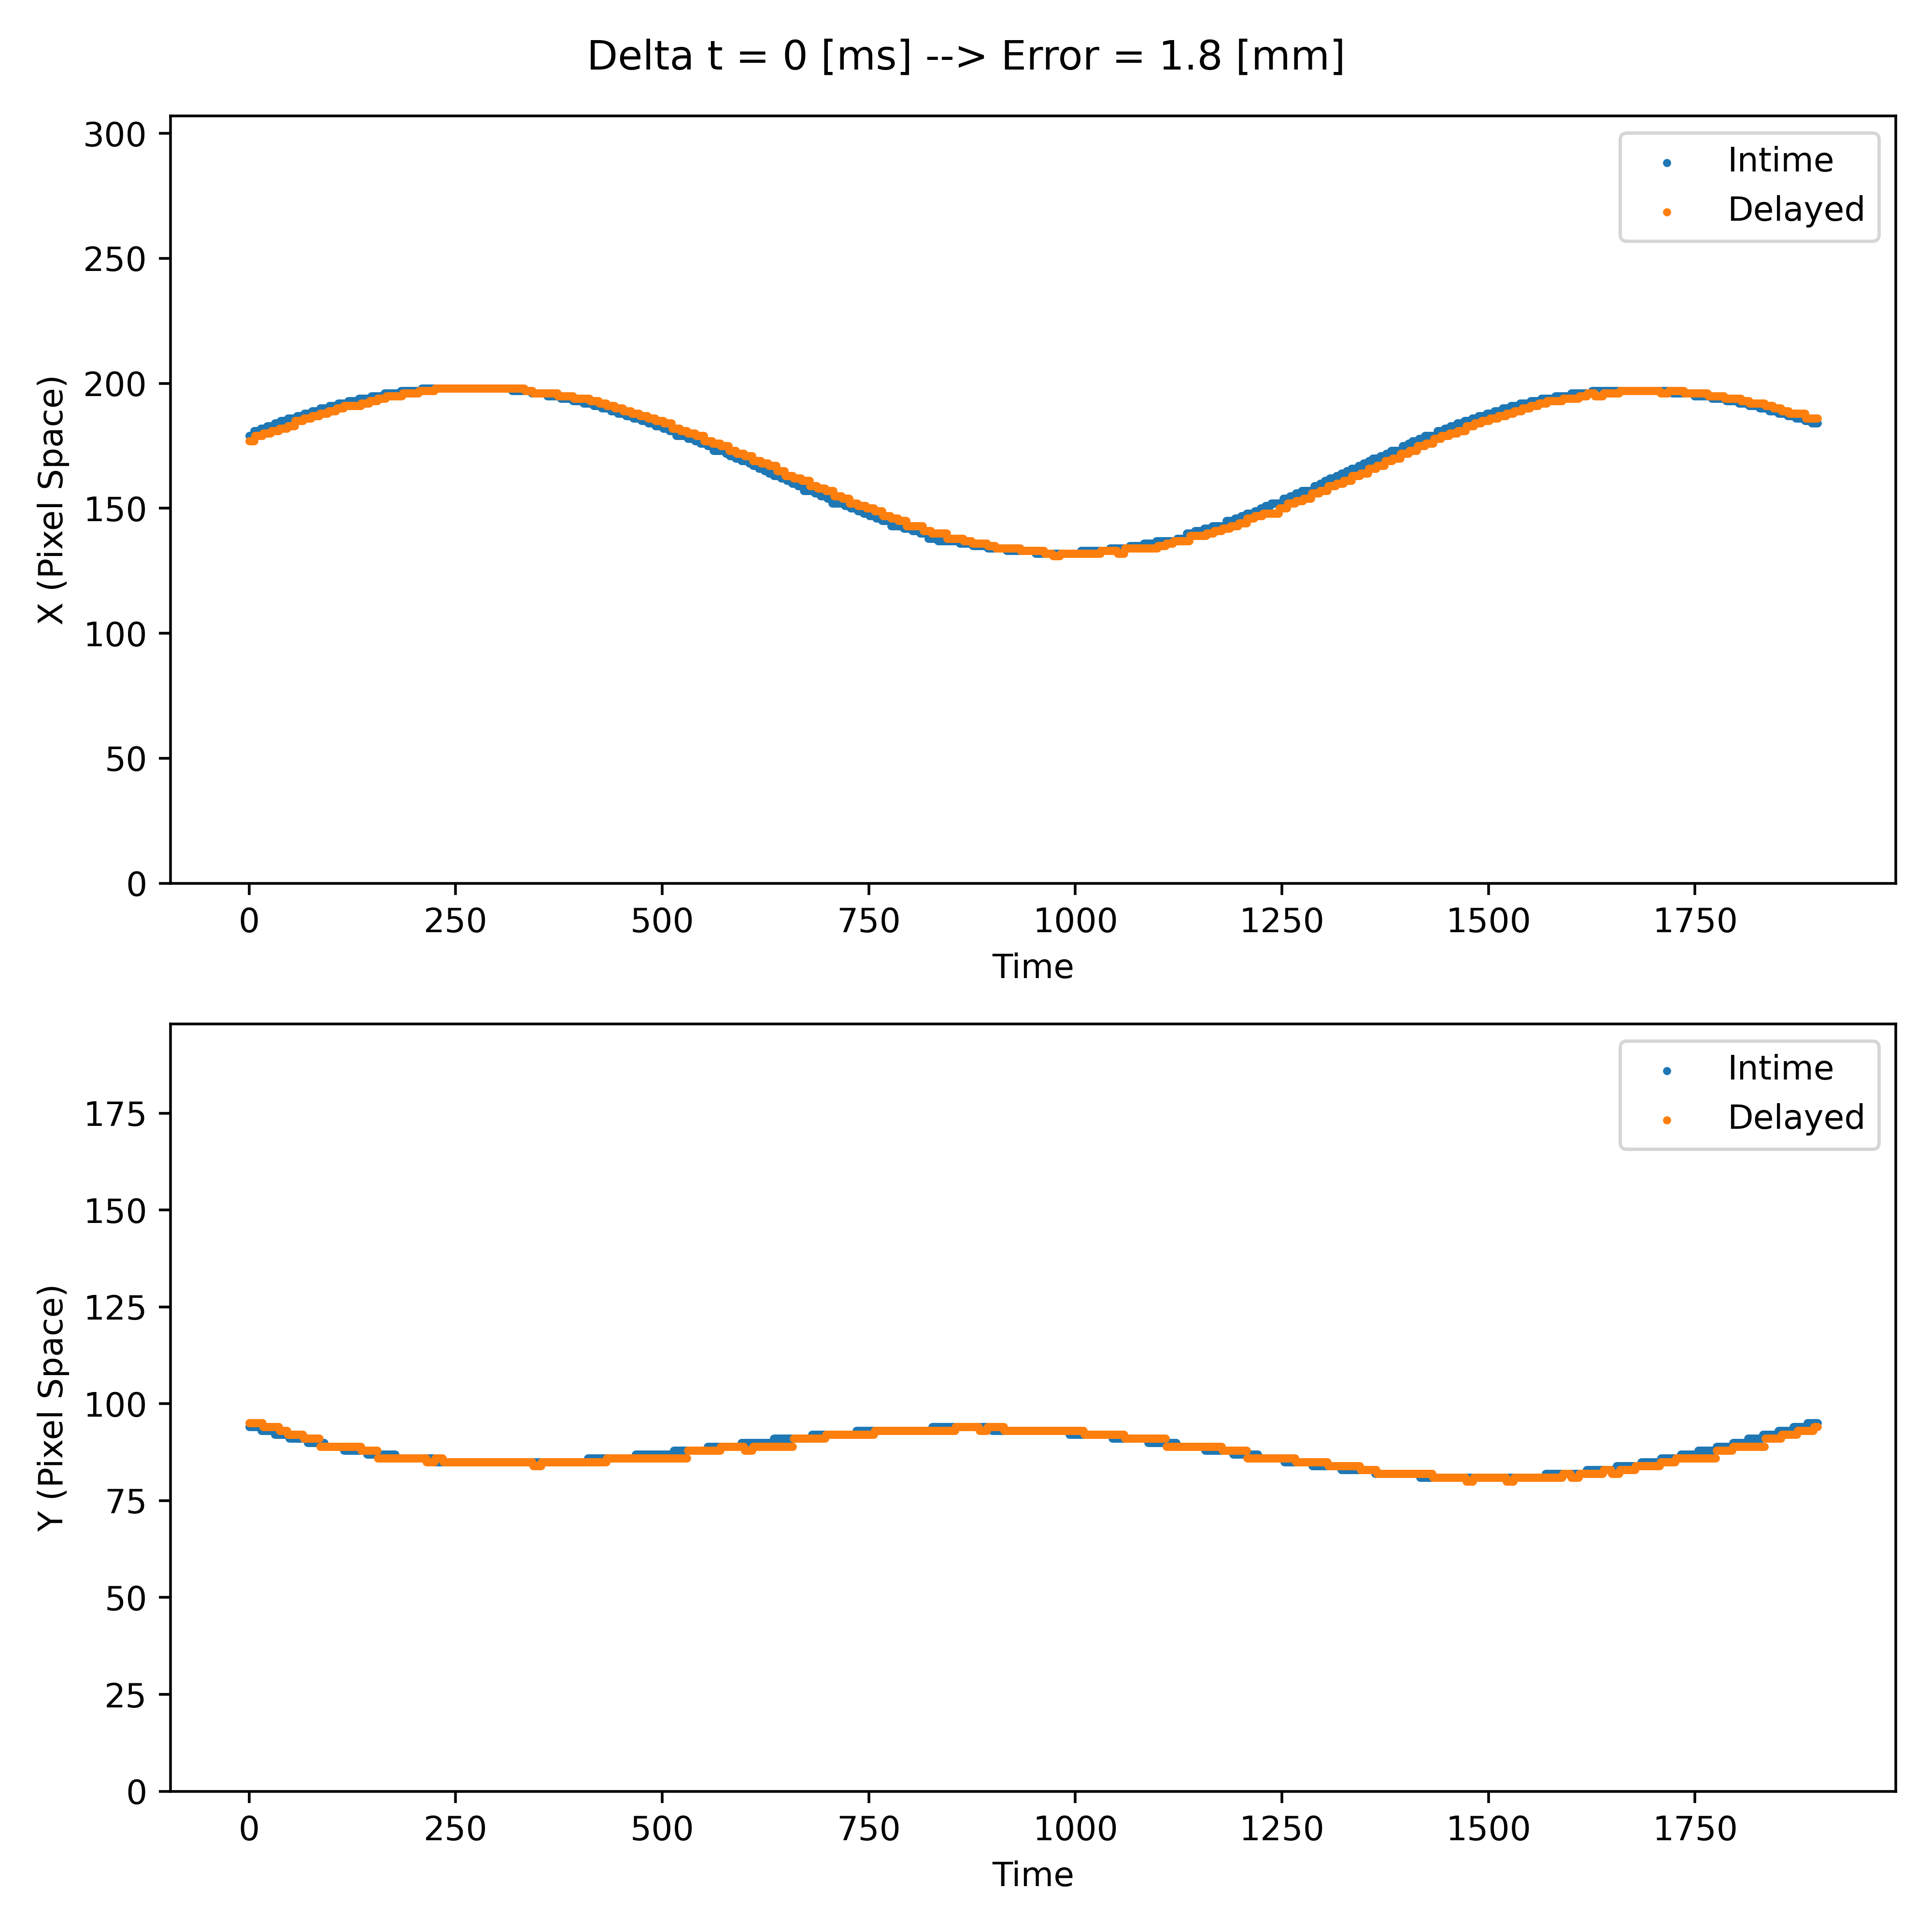 Delta t = 0 [ms] --> Error = 1.8 [mm]
300
250
200
150
100
50
0
X (Pixel Space)
Intime
Delayed
0 250 500 750 1000 1250 1500 1750
Time
175
150
125
100
75
50
25
0
Y (Pixel Space)
Intime
Delayed
0 250 500 750 1000 1250 1500 1750
Time